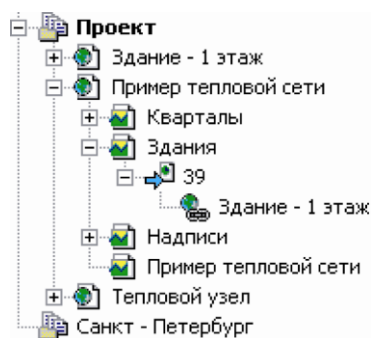 Проект
Здание - 1 этаж
Пример тепловой сети
Кварталы
Здания
39
Здание - 1 этаж
Надписи
Пример тепловой сети
Тепловой узел
Санкт - Петербург